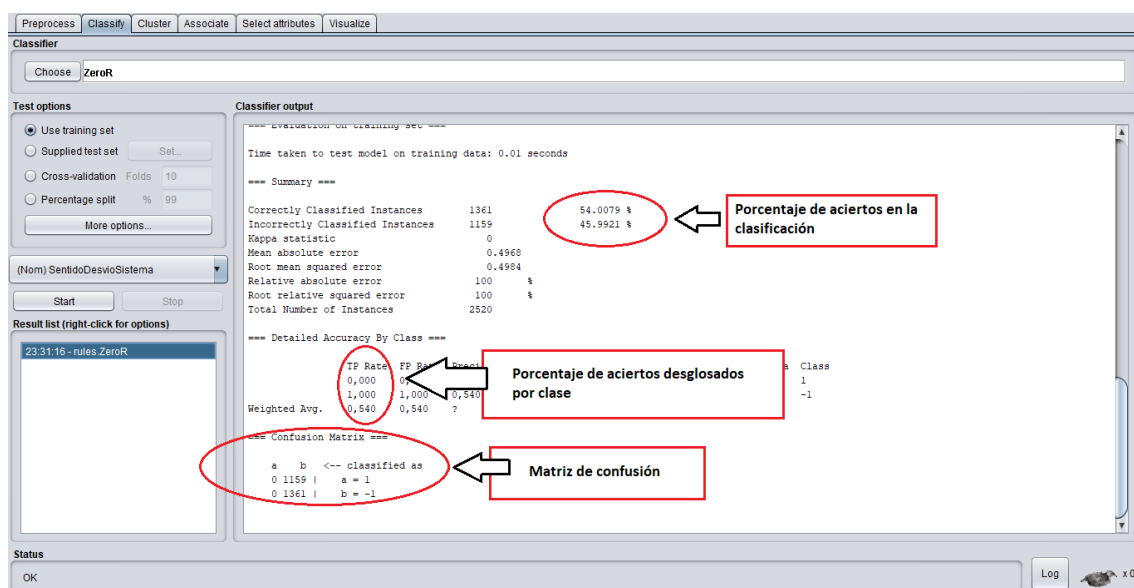 Preprocess Classify Cluster Associate Select attributes Visualize
Classifier
Choose ZeroR
Test options
Use training set
Supplied test set Set...
Cross-validation Folds 10
Percentage split % 99
More options...
(Nom) SentidoDesvioSistema
Start Stop
Result list (right-click for options)
23:31:16 - rules.ZeroR
Classifier output
=== Evaluation on training set ===
Time taken to test model on training data: 0.01 seconds
=== Summary ===
Correctly Classified Instances 1361 54.0079 %
Incorrectly Classified Instances 1159 45.9921 %
Kappa statistic 0
Mean absolute error 0.4968
Root mean squared error 0.4984
Relative absolute error 100 %
Root relative squared error 100 %
Total Number of Instances 2520
Porcentaje de aciertos en la
clasificación
=== Detailed Accuracy By Class ===
TP Rate FP Class
0,000 1
1,000 1,000 0,540 -1
Weighted Avg. 0,540 0,540 ?
Porcentaje de aciertos desglosados
por clase
=== Confusion Matrix ===
a b <-- classified as
0 1159 | a = 1
0 1361 | b = -1
Matriz de confusión
Status
OK
Log x 0